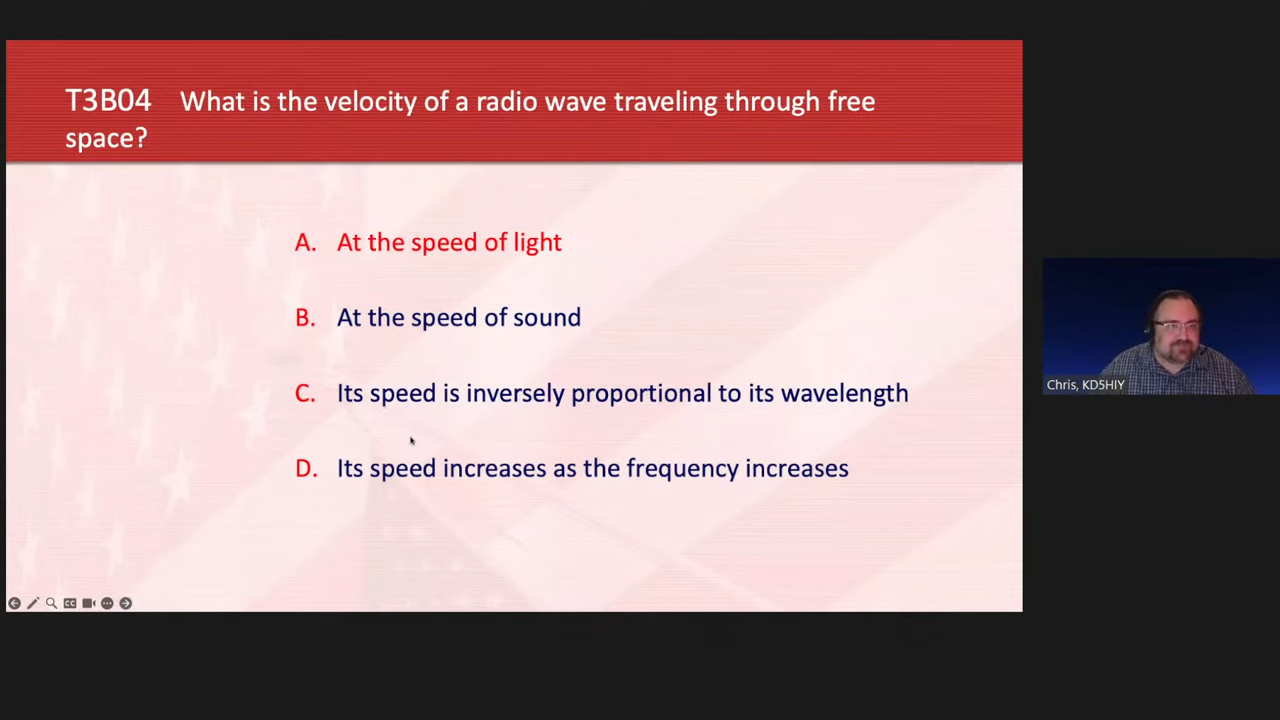 T3B04 What is the velocity of a radio wave traveling through free
space?
A. At the speed of light
B. At the speed of sound
C. Its speed is inversely proportional to its wavelength
D. Its speed increases as the frequency increases
Chris, KD5HIY
CC